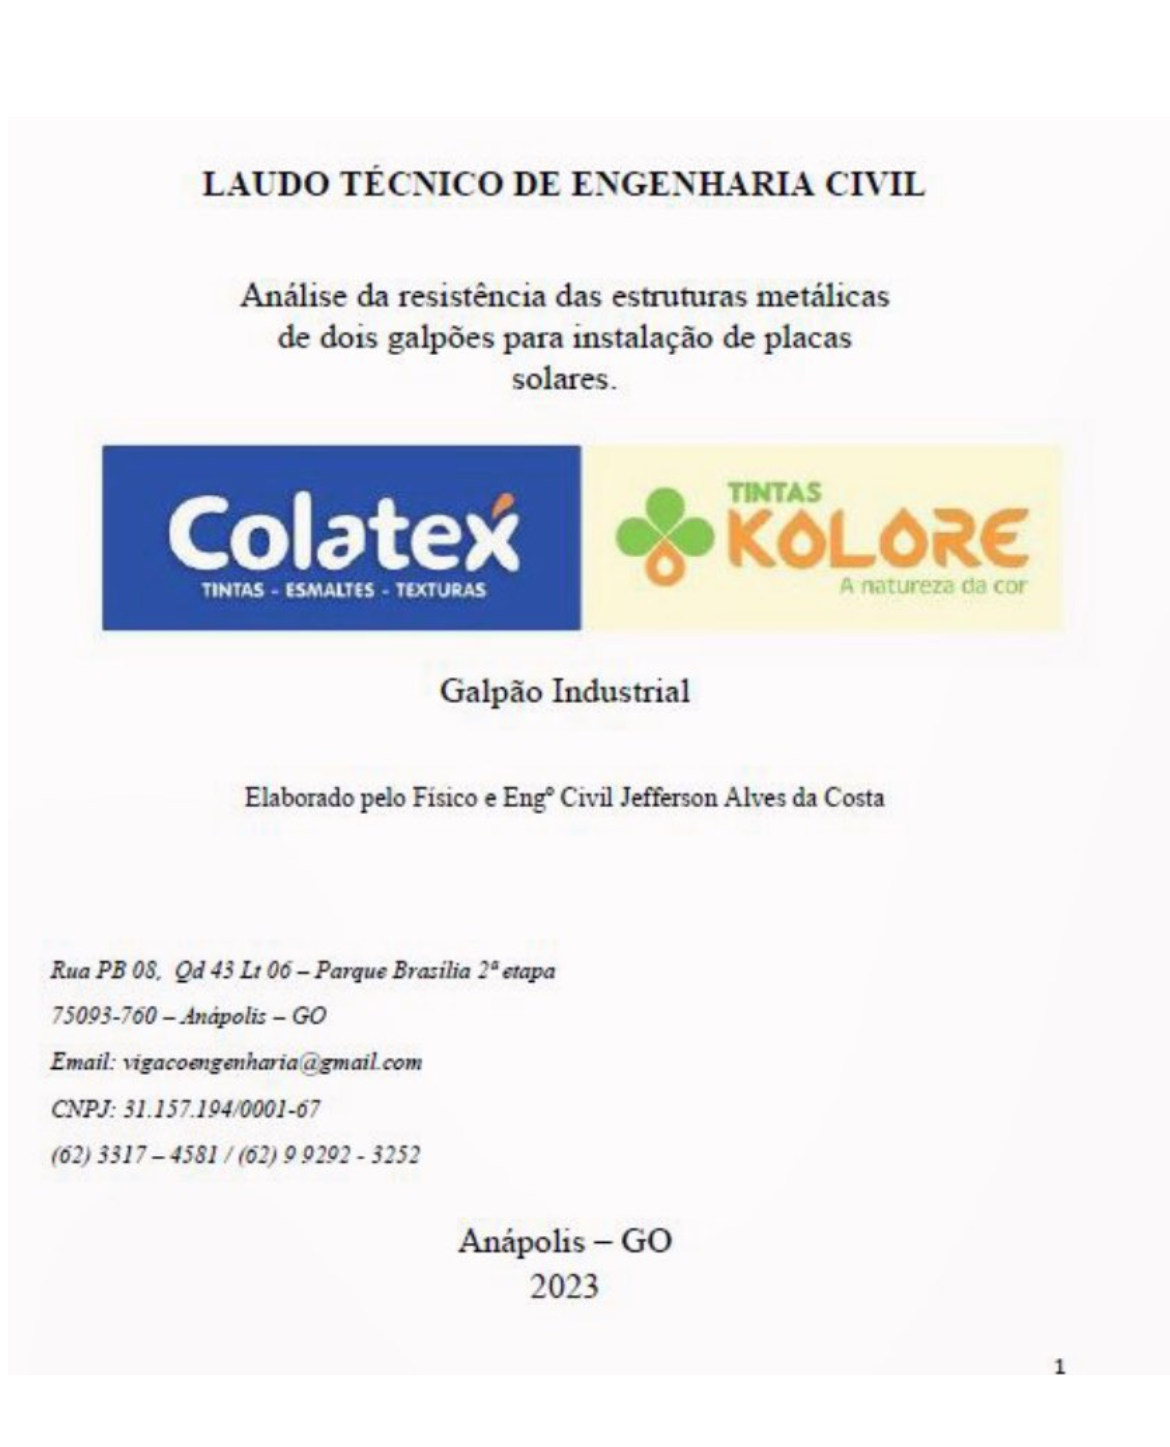 LAUDO TÉCNICO DE ENGENHARIA CIVIL
Análise da resistência das estruturas metálicas
de dois galpões para instalação de placas
solares.
Colatex
TINTAS - ESMALTES - TEXTURAS
TINTAS
KOLORE
A natureza da cor
Galpão Industrial
Elaborado pelo Físico e Engº Civil Jefferson Alves da Costa
Rua PB 08, Qd 43 Lt 06 – Parque Brasília 2ª etapa
75093-760 – Anápolis – GO
Email: vigacoengenharia@gmail.com
CNPJ: 31.157.194/0001-67
(62) 3317 – 4581 / (62) 9 9292 - 3252
Anápolis – GO
2023
1